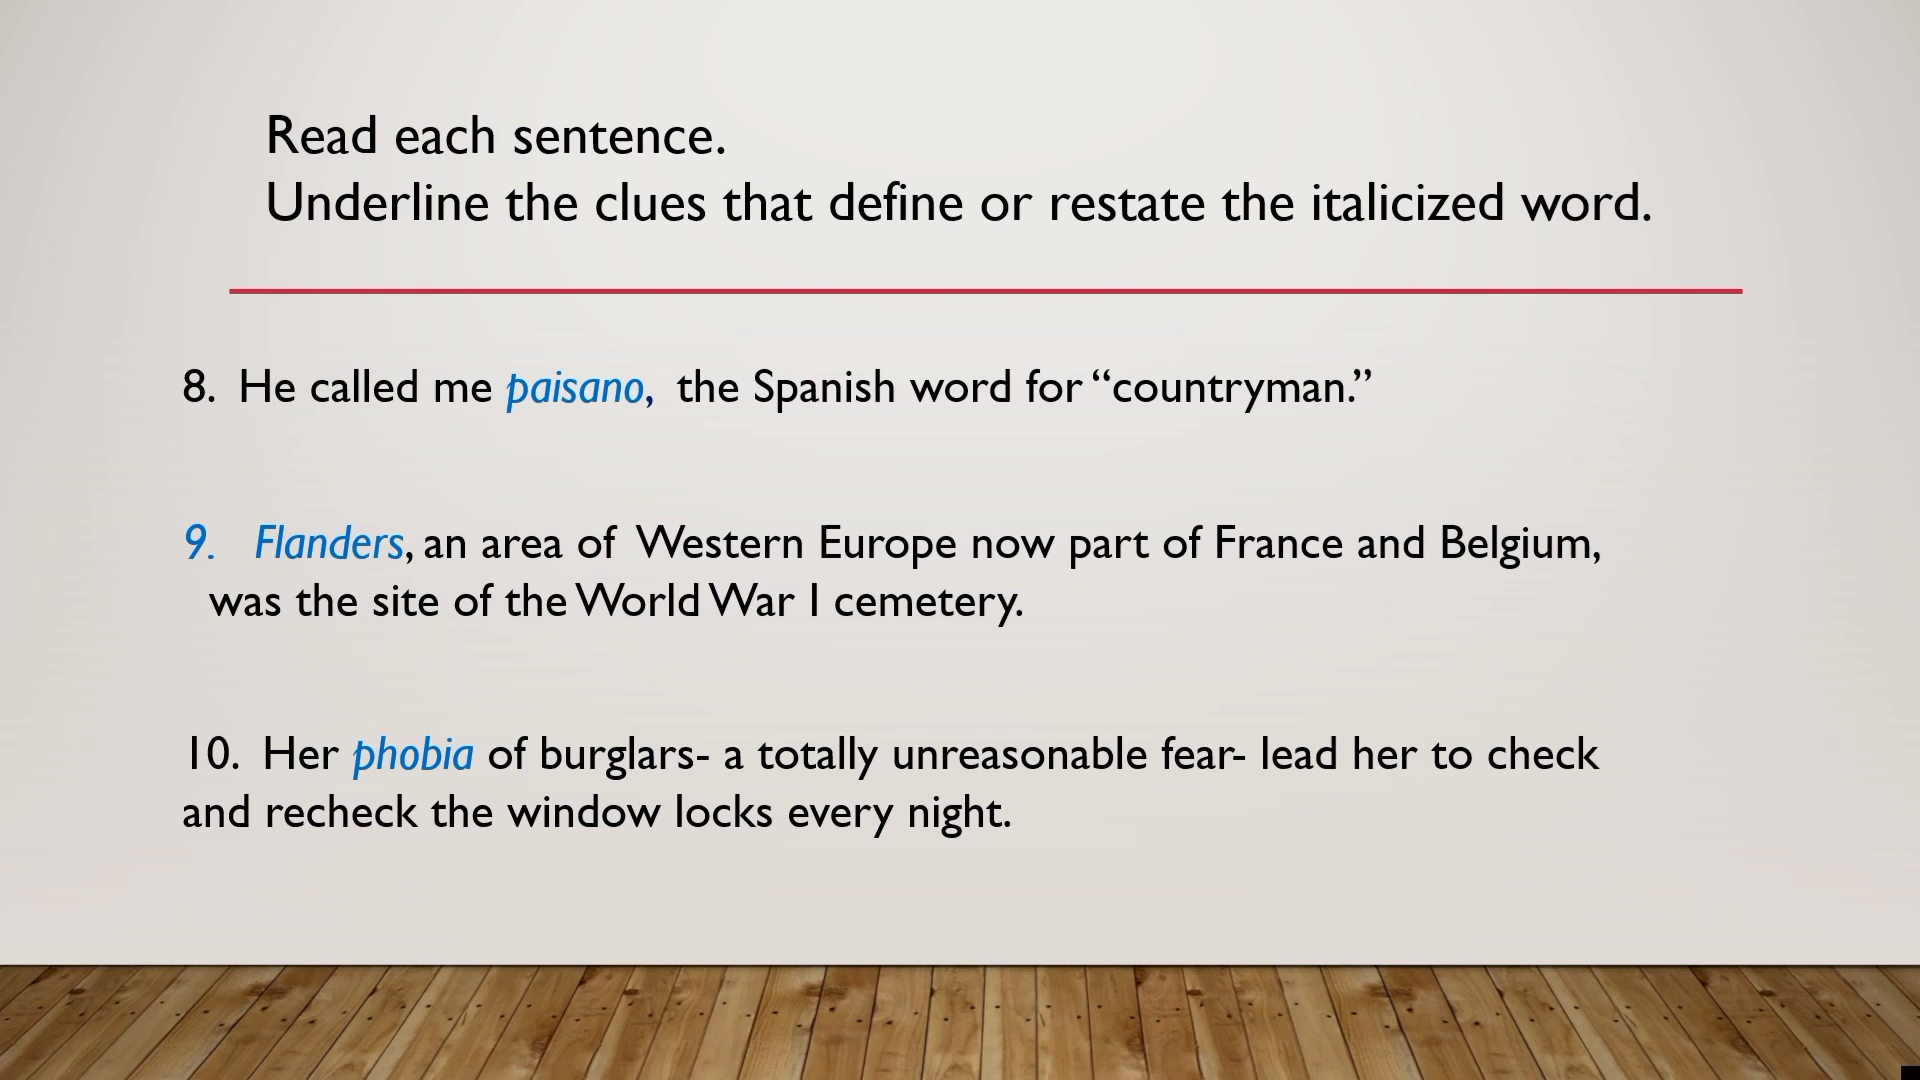 Read each sentence.
Underline the clues that define or restate the italicized word.
8. He called me paisano, the Spanish word for “countryman.”
9. Flanders, an area of Western Europe now part of France and Belgium,
was the site of the World War I cemetery.
10. Her phobia of burglars- a totally unreasonable fear- lead her to check
and recheck the window locks every night.